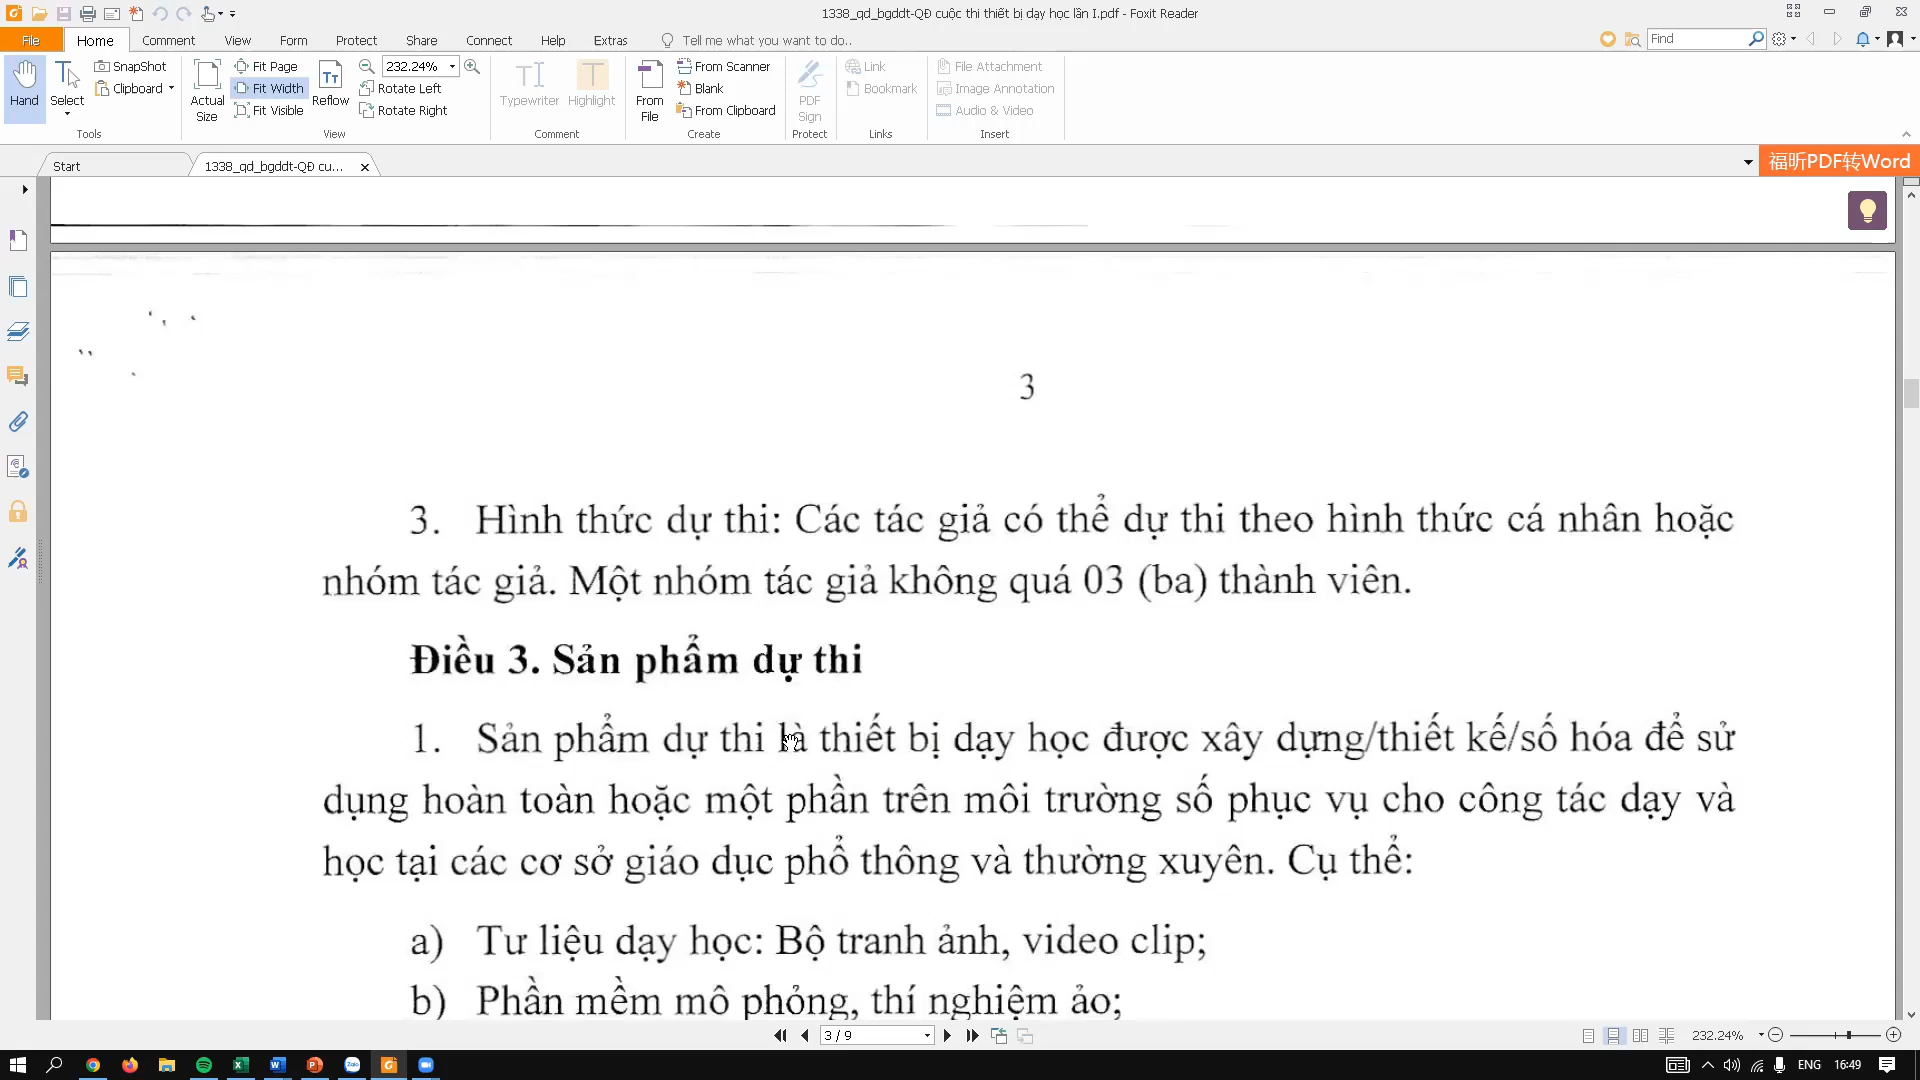 1338_qd_bgddt-QĐ cuộc thi thiết bị dạy học lần I.pdf - Foxit Reader
File Home Comment View Form Protect Share Connect Help Extras Tell me what you want to do.. Find
Hand Select SnapShot Clipboard Actual Size Fit Page Fit Width Fit Visible Reflow 232.24% Rotate Left Rotate Right Typewriter Highlight From File From Scanner Blank From Clipboard PDF Sign Link Bookmark File Attachment Image Annotation Audio & Video
Tools View Comment Create Protect Links Insert
Start 1338_qd_bgddt-QĐ cu... 福昕PDF转Word
3
3. Hình thức dự thi: Các tác giả có thể dự thi theo hình thức cá nhân hoặc
nhóm tác giả. Một nhóm tác giả không quá 03 (ba) thành viên.
Điều 3. Sản phẩm dự thi
1. Sản phẩm dự thi là thiết bị dạy học được xây dựng/thiết kế/số hóa để sử
dụng hoàn toàn hoặc một phần trên môi trường số phục vụ cho công tác dạy và
học tại các cơ sở giáo dục phổ thông và thường xuyên. Cụ thể:
a) Tư liệu dạy học: Bộ tranh ảnh, video clip;
b) Phần mềm mô phỏng, thí nghiệm ảo;
3 / 9 232.24%
ENG 16:49